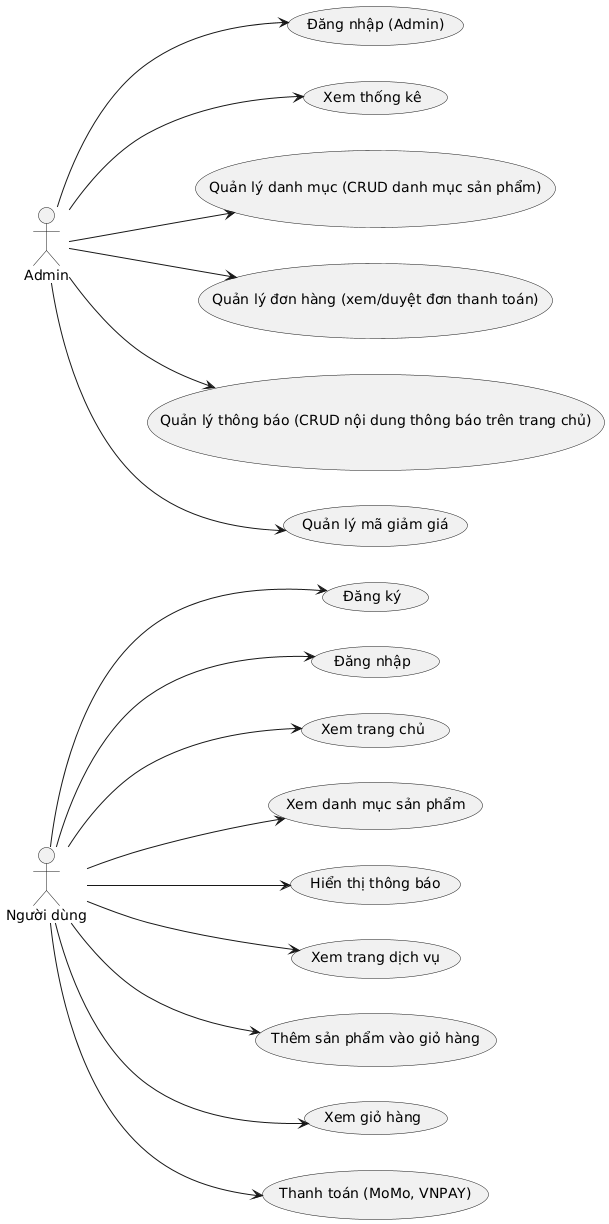 Đăng nhập (Admin)
Xem thống kê
Quản lý danh mục (CRUD danh mục sản phẩm)
Admin
Quản lý đơn hàng (xem/duyệt đơn thanh toán)
Quản lý thông báo (CRUD nội dung thông báo trên trang chủ)
Quản lý mã giảm giá
Đăng ký
Đăng nhập
Xem trang chủ
Xem danh mục sản phẩm
Hiển thị thông báo
Người dùng
Xem trang dịch vụ
Thêm sản phẩm vào giỏ hàng
Xem giỏ hàng
Thanh toán (MoMo, VNPAY)